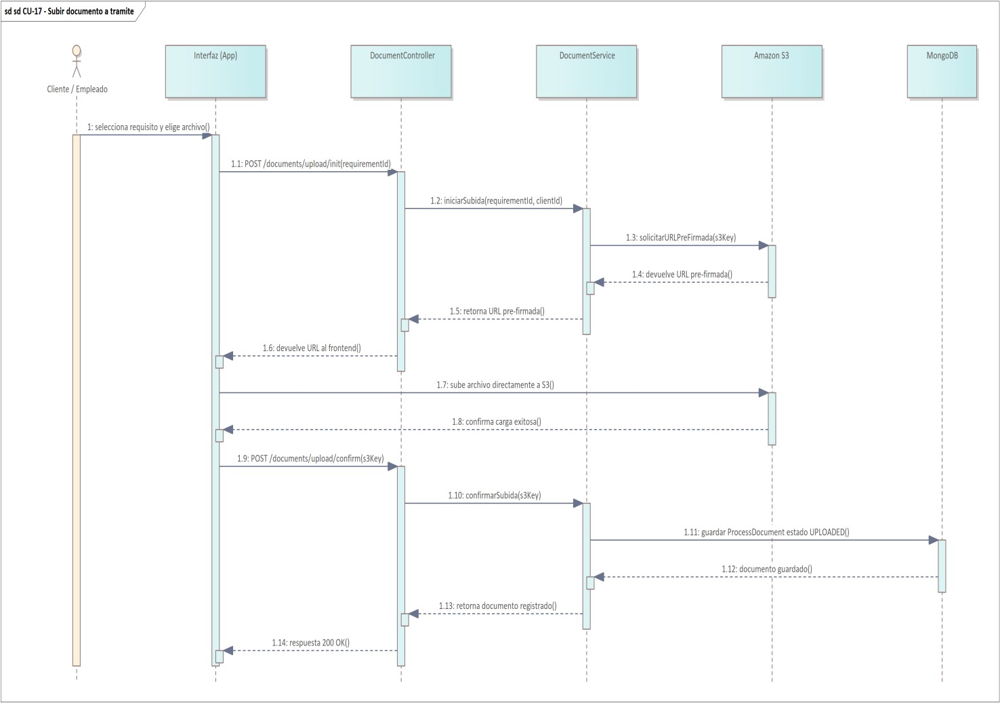 sd sd CU-17 - Subir documento a tramite
Cliente / Empleado
Interfaz (App)
DocumentController
DocumentService
Amazon S3
MongoDB
1: selecciona requisito y elige archivo()
1.1: POST /documents/upload/init(requirementId)
1.2: iniciarSubida(requirementId, clientId)
1.3: solicitarURLPreFirmada(s3Key)
1.4: devuelve URL pre-firmada()
1.5: retorna URL pre-firmada()
1.6: devuelve URL al frontend()
1.7: sube archivo directamente a S3()
1.8: confirma carga exitosa()
1.9: POST /documents/upload/confirm(s3Key)
1.10: confirmarSubida(s3Key)
1.11: guardar ProcessDocument estado UPLOADED()
1.12: documento guardado()
1.13: retorna documento registrado()
1.14: respuesta 200 OK()